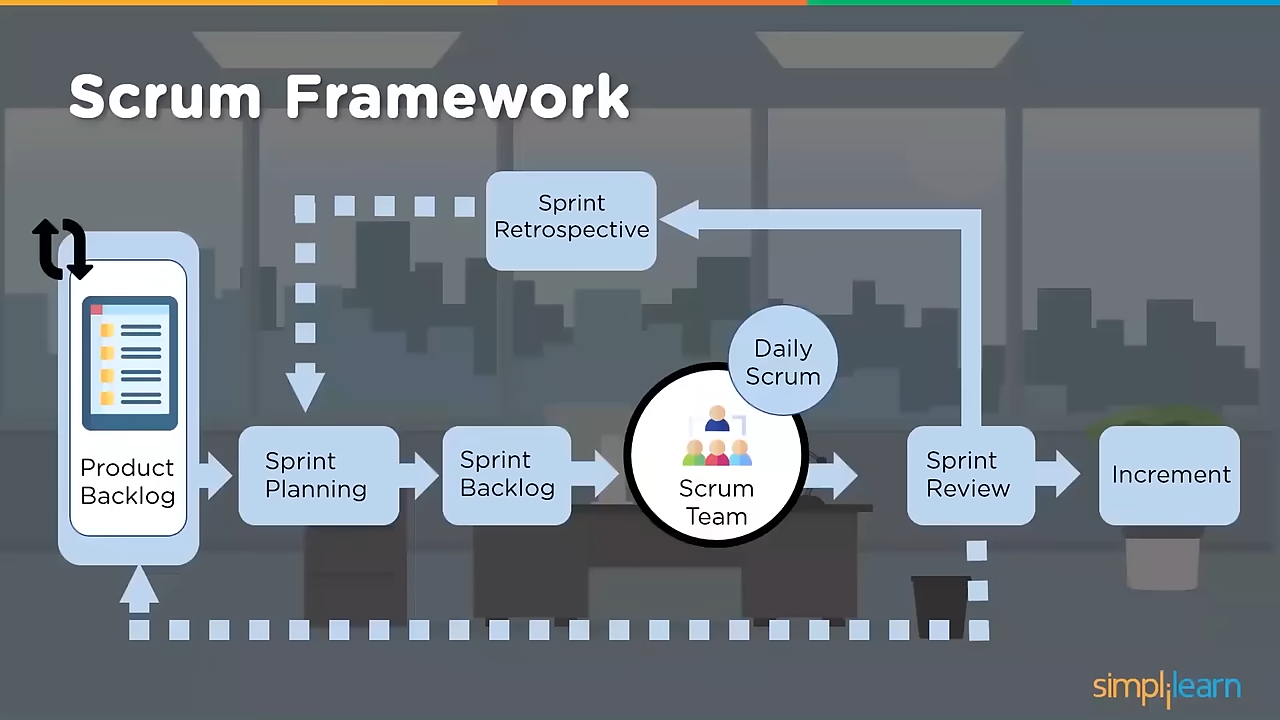 Scrum Framework
Sprint
Retrospective
Daily
Scrum
Product
Backlog
Sprint
Planning
Sprint
Backlog
Scrum
Team
Sprint
Review
Increment
simplilearn